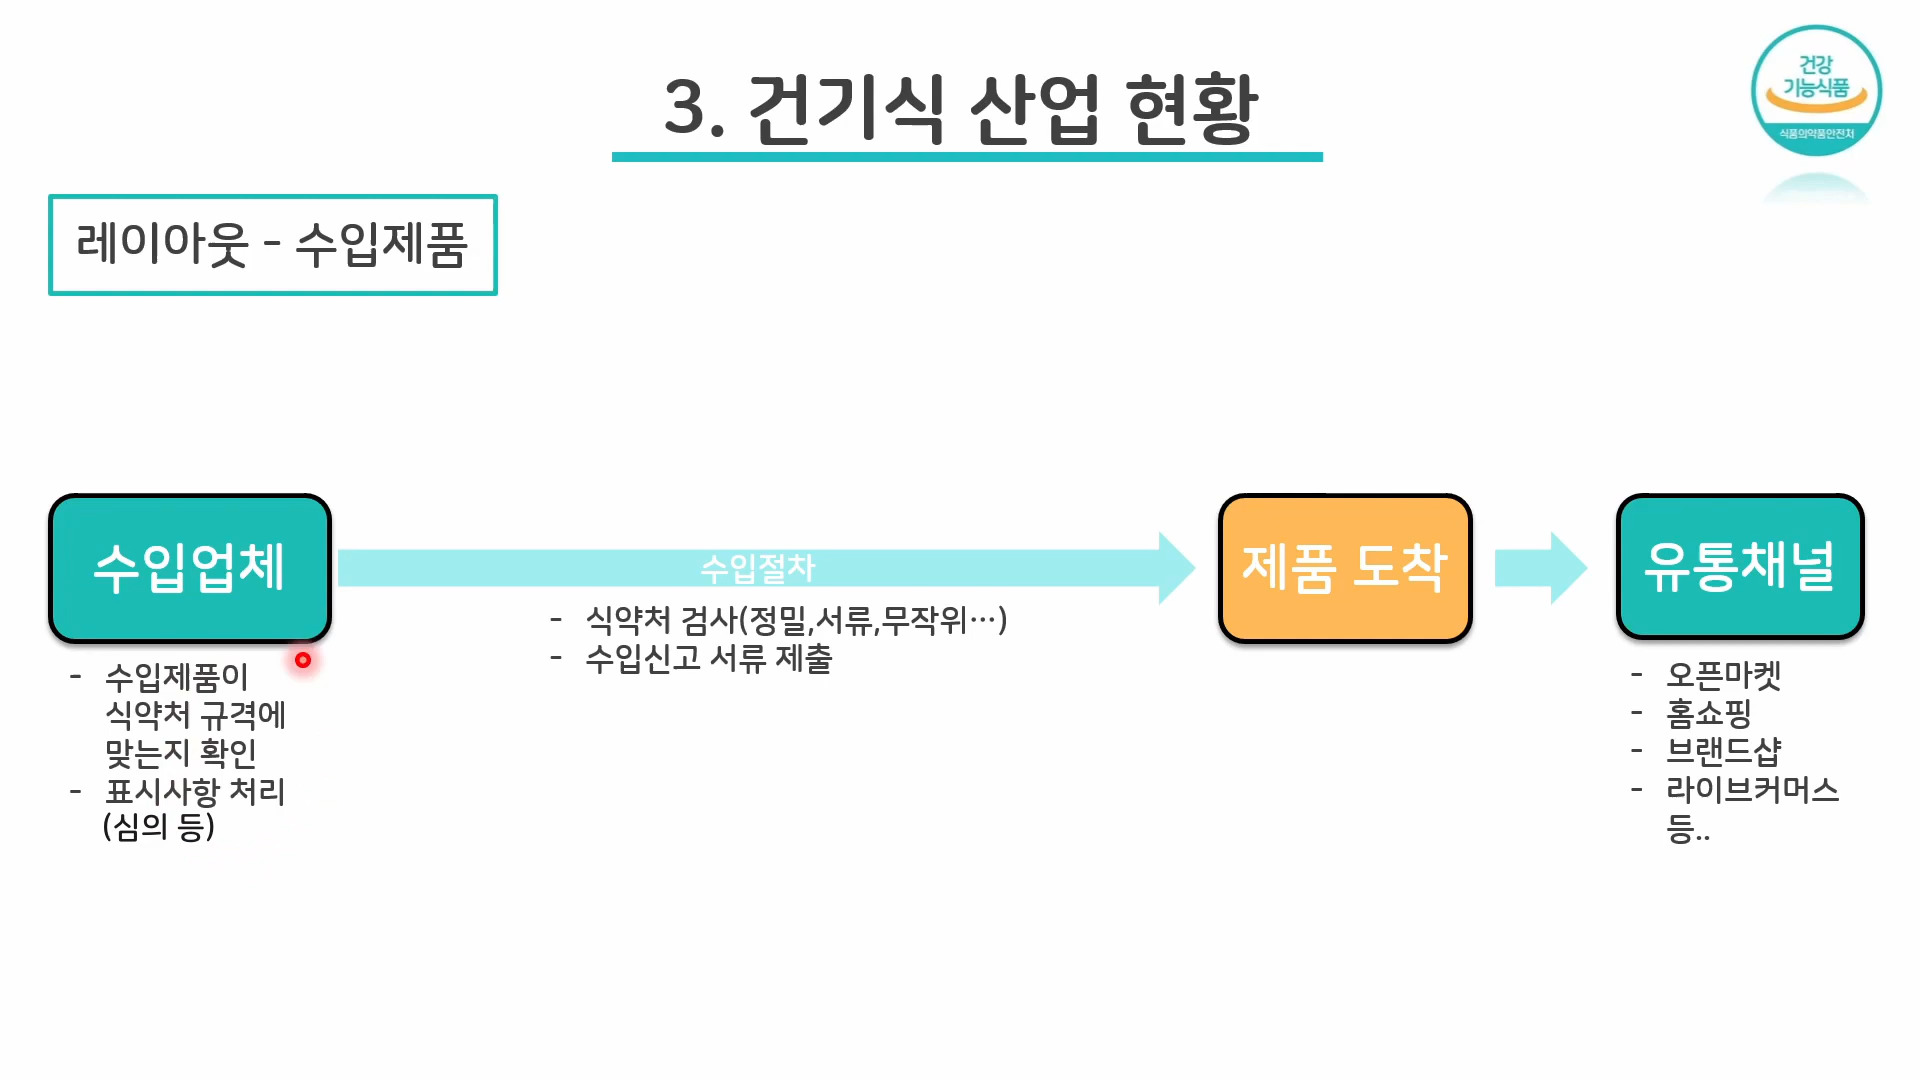 3. 건기식 산업 현황
건강
기능식품
식품의약품안전처
레이아웃 - 수입제품
수입업체
수입절차
제품 도착
유통채널
- 식약처 검사(정밀,서류,무작위…)
- 수입신고 서류 제출
- 수입제품이
식약처 규격에
맞는지 확인
- 표시사항 처리
(심의 등)
- 오픈마켓
- 홈쇼핑
- 브랜드샵
- 라이브커머스
등..